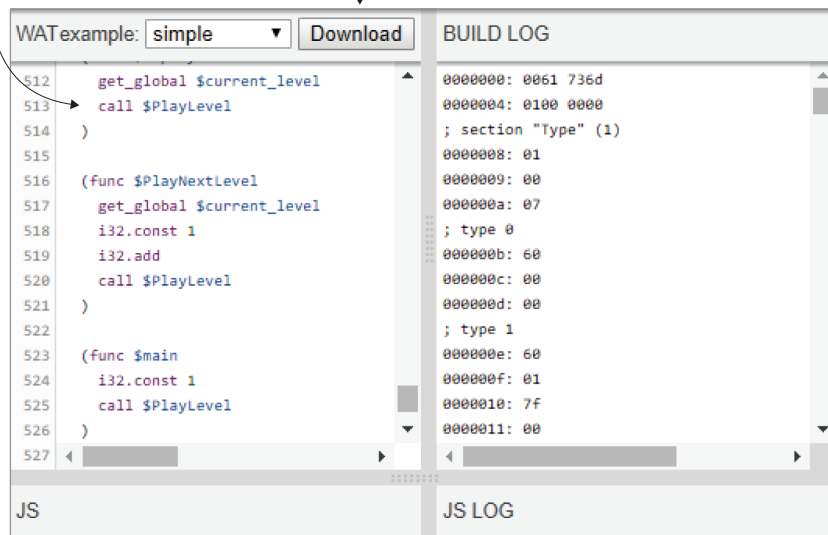 WAT example: simple Download
512 get_global $current_level
513 call $PlayLevel
514 )
515
516 (func $PlayNextLevel
517 get_global $current_level
518 i32.const 1
519 i32.add
520 call $PlayLevel
521 )
522
523 (func $main
524 i32.const 1
525 call $PlayLevel
526 )
527
BUILD LOG
0000000: 0061 736d
0000004: 0100 0000
; section "Type" (1)
0000008: 01
0000009: 00
000000a: 07
; type 0
000000b: 60
000000c: 00
000000d: 00
; type 1
000000e: 60
000000f: 01
0000010: 7f
0000011: 00
JS
JS LOG